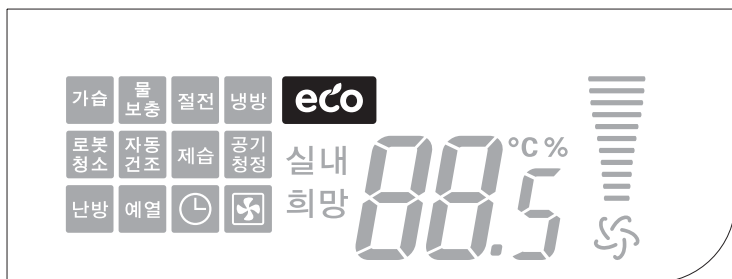 가습
물
보충
절전
냉방
eco
로봇
청소
자동
건조
제습
공기
청정
난방
예열
실내
희망
88.5
°C %